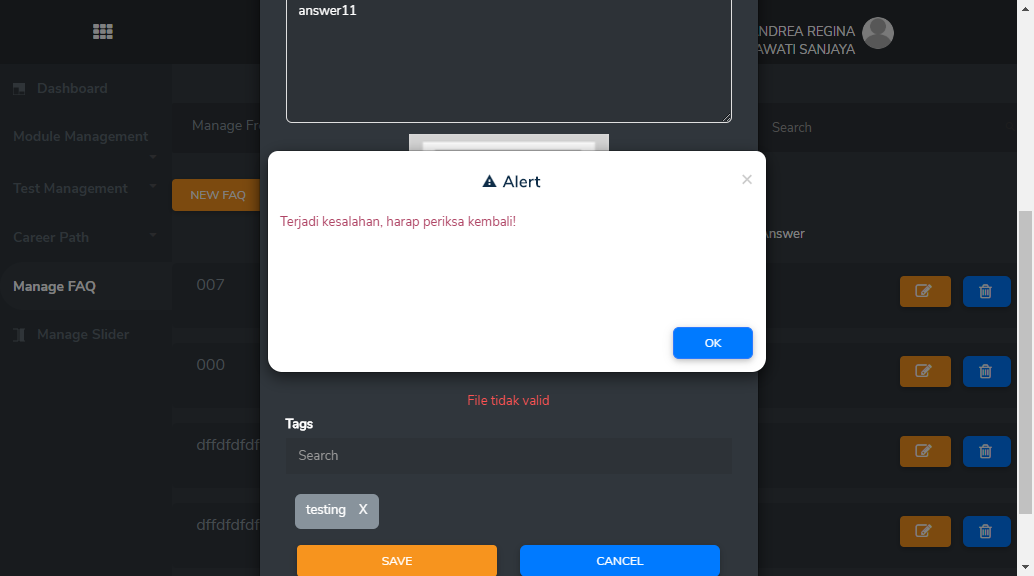 answer11
NDREA REGINA
AWATI SANJAYA
Dashboard
Module Management
Test Management
Career Path
Manage FAQ
Manage Slider
Manage Fr
Search
NEW FAQ
Answer
007
000
dffdfdfdf
dffdfdfdf
Alert
×
Terjadi kesalahan, harap periksa kembali!
OK
File tidak valid
Tags
Search
testing X
SAVE
CANCEL